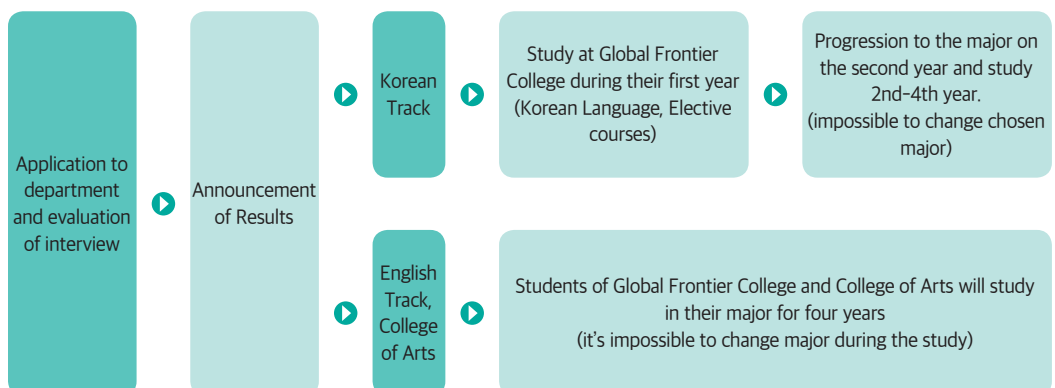 Application to
department
and evaluation
of interview
Announcement
of Results
Korean
Track
Study at Global Frontier
College during their first year
(Korean Language, Elective
courses)
Progression to the major on
the second year and study
2nd-4th year.
(impossible to change chosen
major)
English
Track,
College
of Arts
Students of Global Frontier College and College of Arts will study
in their major for four years
(it's impossible to change major during the study)